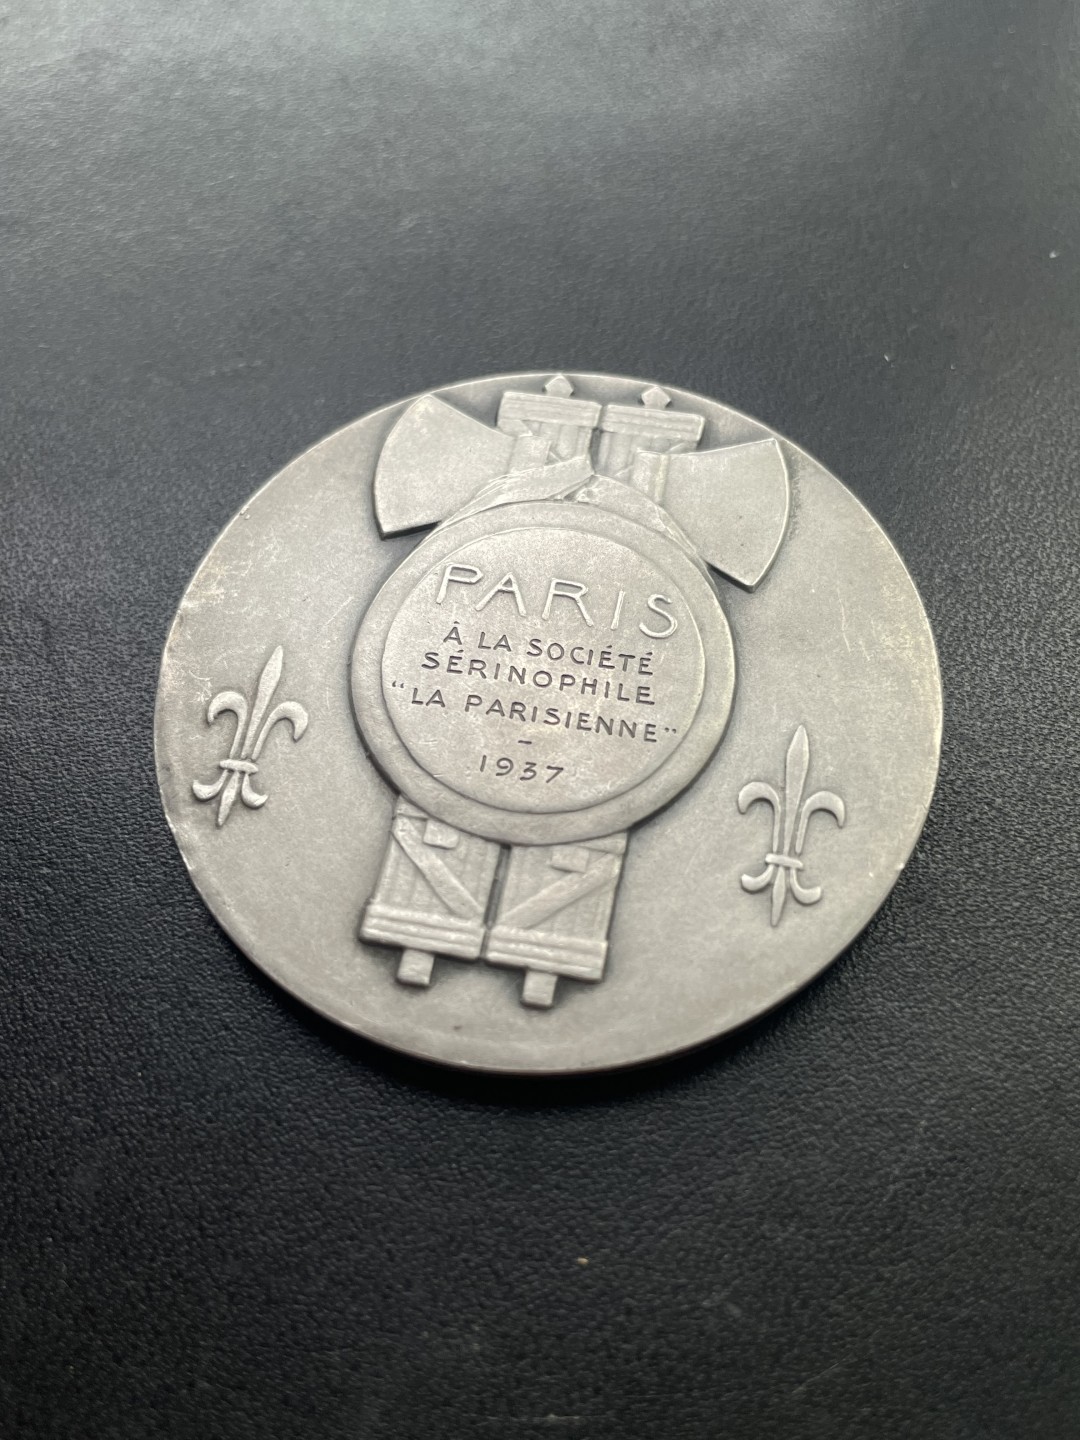 PARIS
À LA SOCIÉTÉ
SÉRINOPHILE
"LA PARISIENNE"
-
1937